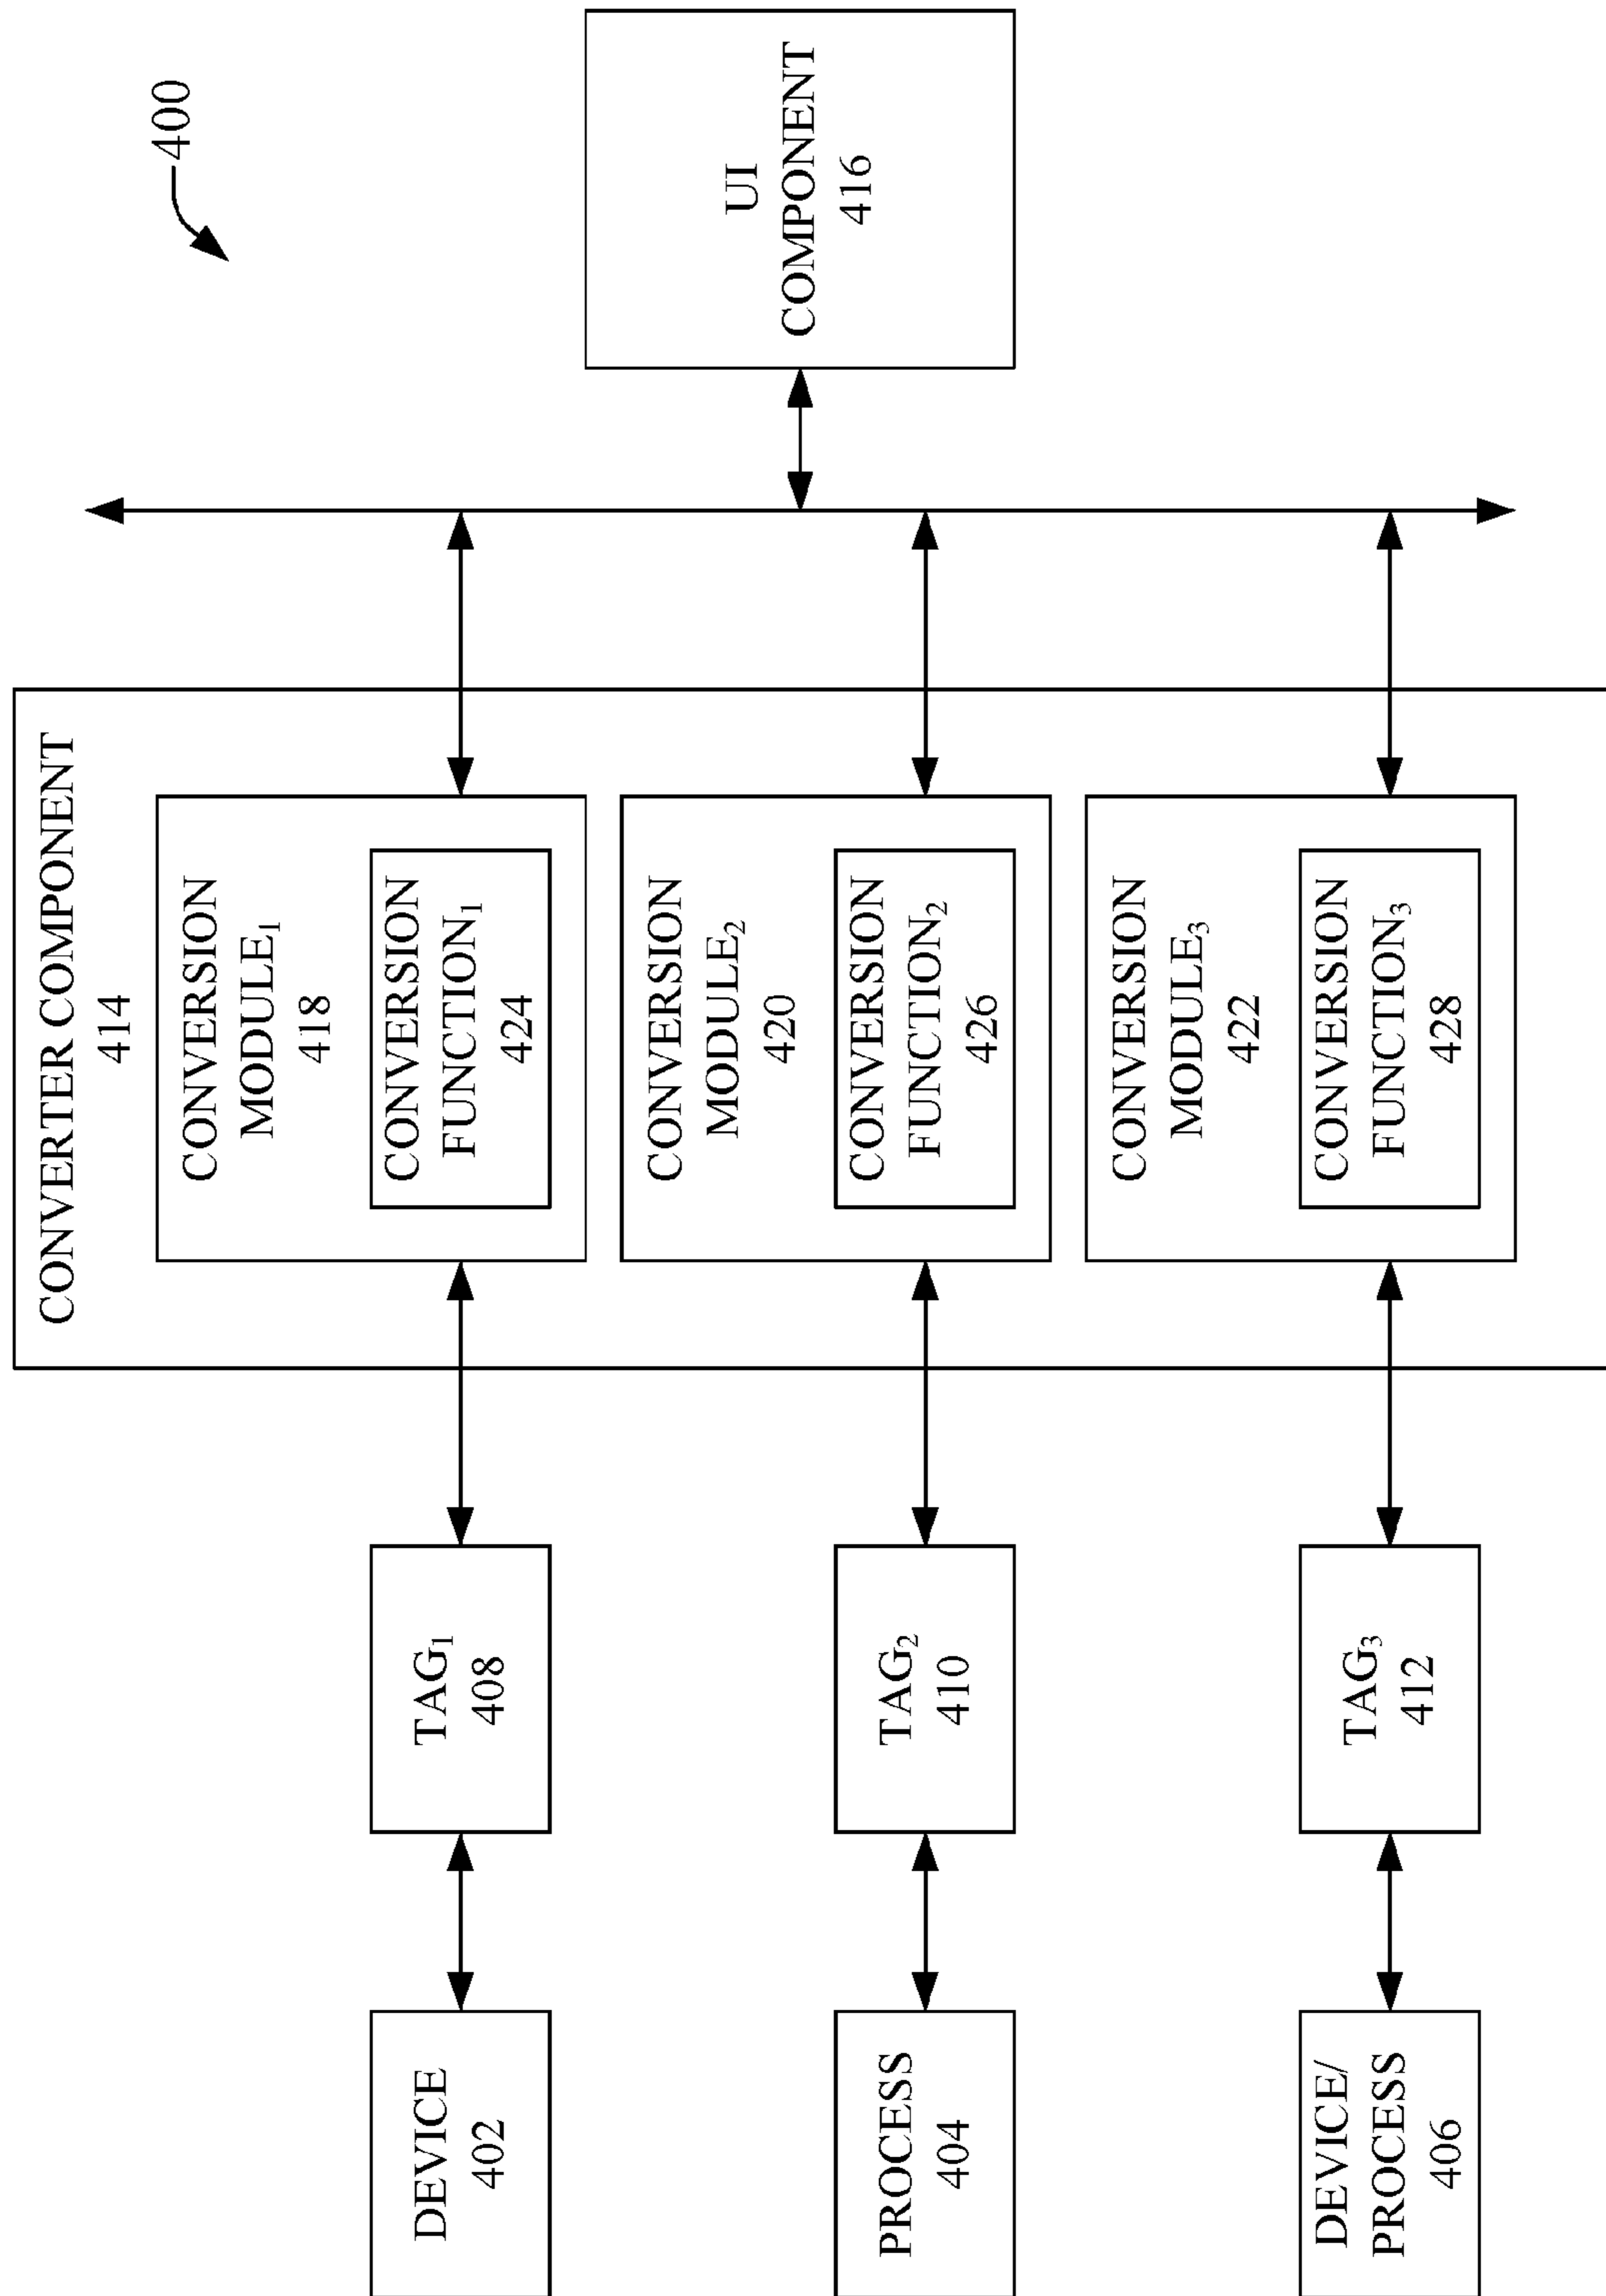 400
CONVERTER COMPONENT
414
DEVICE
402
TAG₁
408
CONVERSION
MODULE₁
418
CONVERSION
FUNCTION₁
424
PROCESS
404
TAG₂
410
CONVERSION
MODULE₂
420
CONVERSION
FUNCTION₂
426
UI
COMPONENT
416
DEVICE/
PROCESS
406
TAG₃
412
CONVERSION
MODULE₃
422
CONVERSION
FUNCTION₃
428